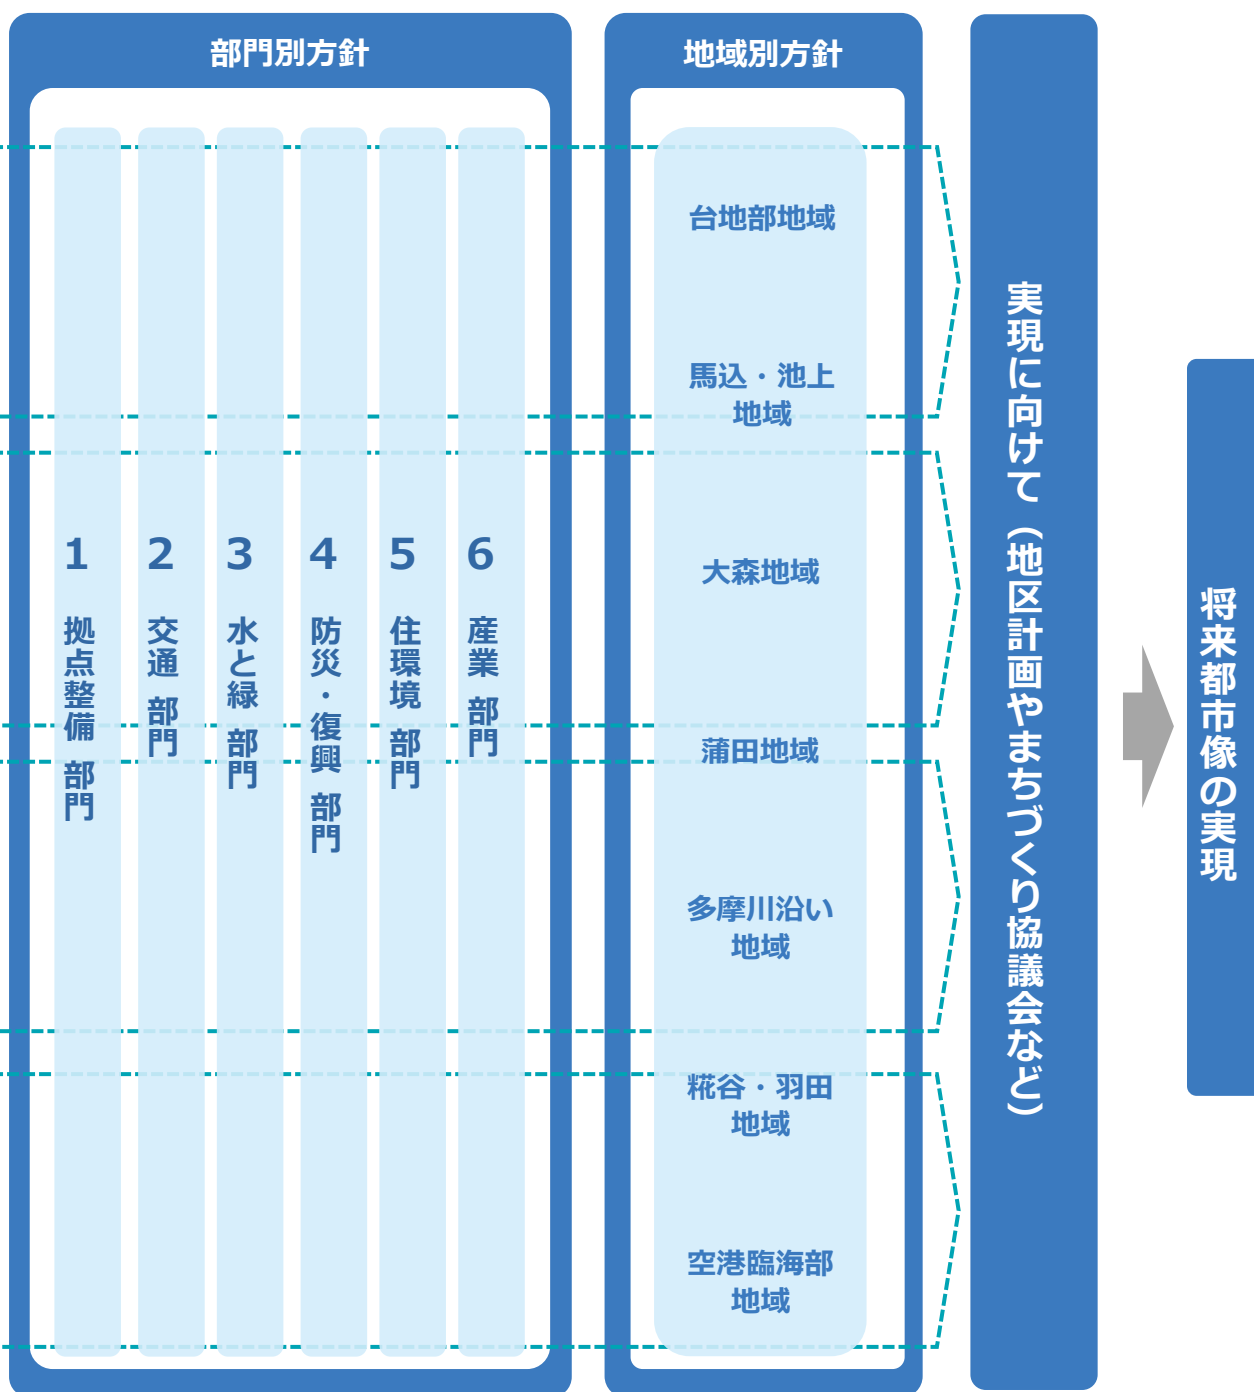 部門別方針
1 拠点整備 部門
2 交通 部門
3 水と緑 部門
4 防災・復興 部門
5 住環境 部門
6 産業 部門
地域別方針
台地部地域
馬込・池上
地域
大森地域
蒲田地域
多摩川沿い
地域
糀谷・羽田
地域
空港臨海部
地域
実現に向けて（地区計画やまちづくり協議会など）
将来都市像の実現